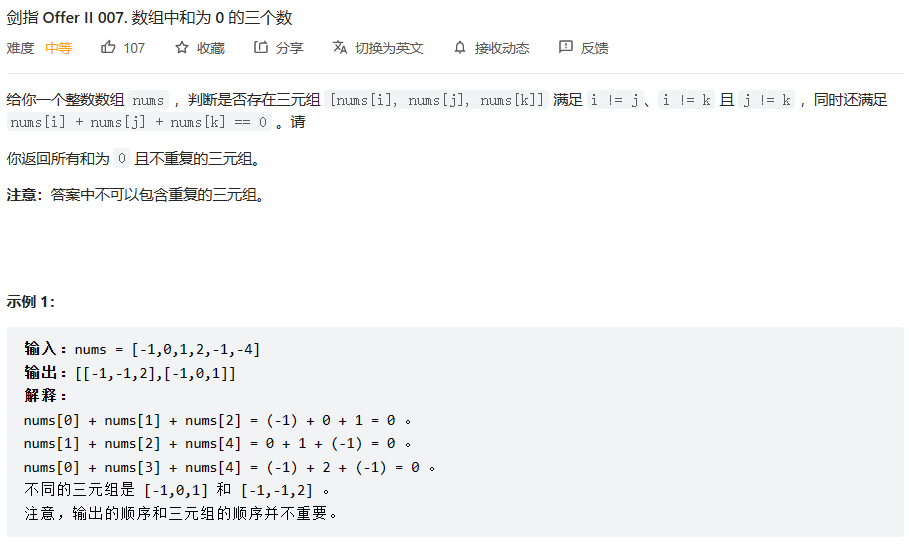 剑指 Offer II 007. 数组中和为 0 的三个数
难度 中等 107 收藏 分享 切换为英文 接收动态 反馈
给你一个整数数组 nums ，判断是否存在三元组 [nums[i], nums[j], nums[k]] 满足 i != j 、i != k 且 j != k ，同时还满足
nums[i] + nums[j] + nums[k] == 0 。请
你返回所有和为 0 且不重复的三元组。
注意：答案中不可以包含重复的三元组。
示例 1：
输入：nums = [-1,0,1,2,-1,-4]
输出：[[-1,-1,2],[-1,0,1]]
解释：
nums[0] + nums[1] + nums[2] = (-1) + 0 + 1 = 0 。
nums[1] + nums[2] + nums[4] = 0 + 1 + (-1) = 0 。
nums[0] + nums[3] + nums[4] = (-1) + 2 + (-1) = 0 。
不同的三元组是 [-1,0,1] 和 [-1,-1,2] 。
注意，输出的顺序和三元组的顺序并不重要。